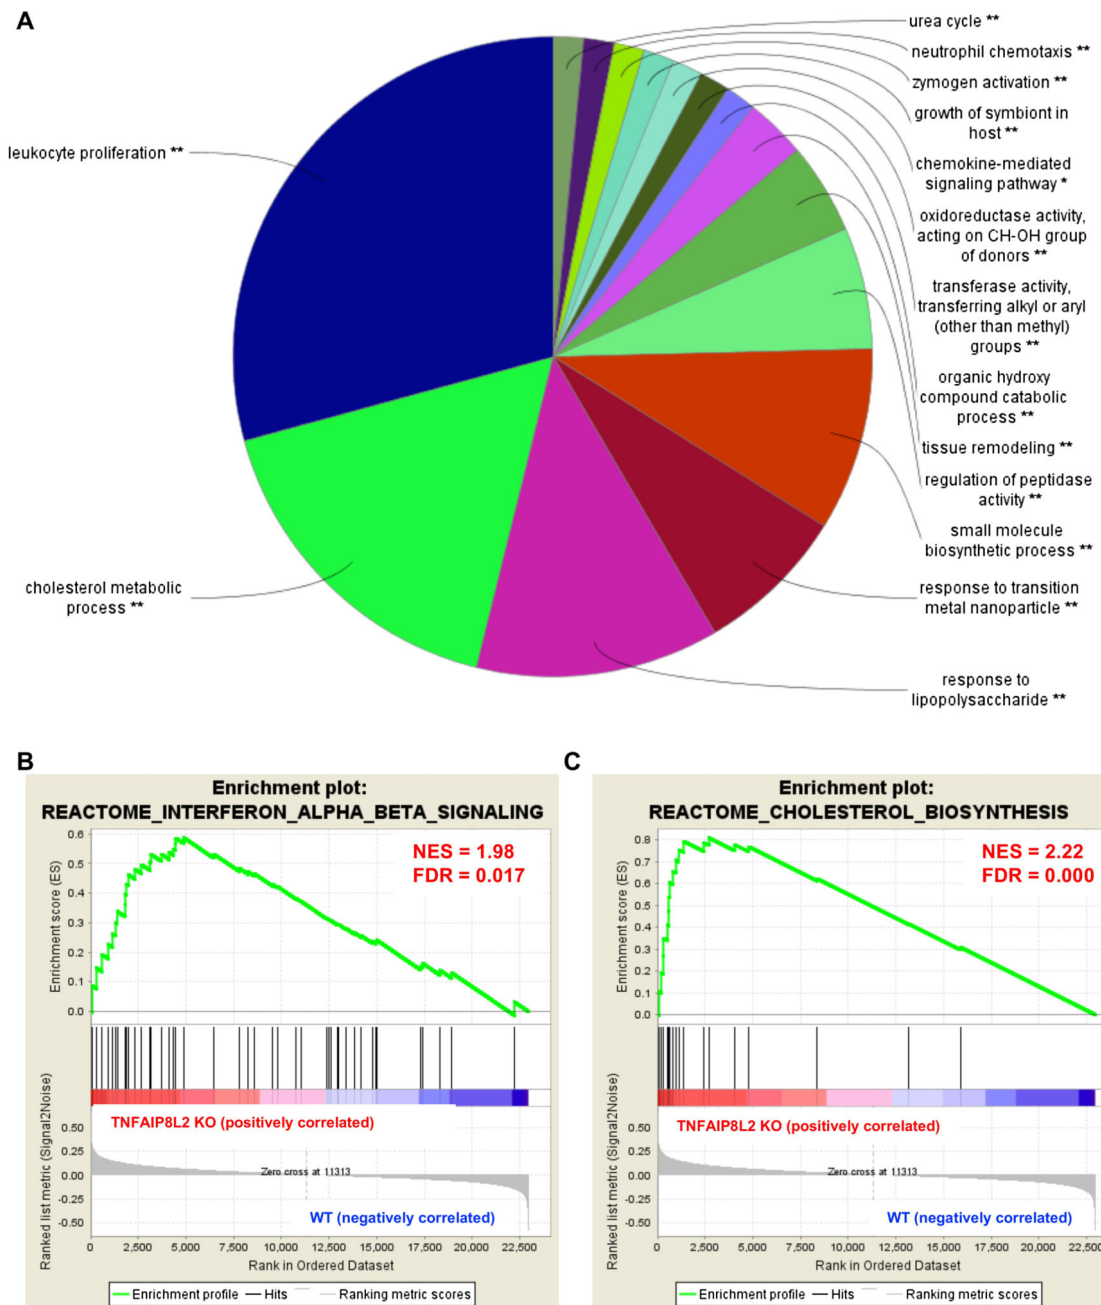 A
urea cycle **
neutrophil chemotaxis **
zymogen activation **
growth of symbiont in
host **
chemokine-mediated
signaling pathway *
oxidoreductase activity,
acting on CH-OH group
of donors **
transferase activity,
transferring alkyl or aryl
(other than methyl)
groups **
organic hydroxy
compound catabolic
process **
tissue remodeling **
regulation of peptidase
activity **
small molecule
biosynthetic process **
response to transition
metal nanoparticle **
response to
lipopolysaccharide **
leukocyte proliferation **
cholesterol metabolic
process **
B
Enrichment plot:
REACTOME_INTERFERON_ALPHA_BETA_SIGNALING
NES = 1.98
FDR = 0.017
Enrichment score (ES)
0.6
0.5
0.4
0.3
0.2
0.1
0.0
TNFAIP8L2 KO (positively correlated)
Ranked list metric (Signal2Noise)
0.50
0.25
0.00
-0.25
-0.50
Zero cross at 11313
WT (negatively correlated)
0 2,500 5,000 7,500 10,000 12,500 15,000 17,500 20,000 22,500
Rank in Ordered Dataset
Enrichment profile Hits Ranking metric scores
C
Enrichment plot:
REACTOME_CHOLESTEROL_BIOSYNTHESIS
NES = 2.22
FDR = 0.000
Enrichment score (ES)
0.8
0.7
0.6
0.5
0.4
0.3
0.2
0.1
0.0
TNFAIP8L2 KO (positively correlated)
Ranked list metric (Signal2Noise)
0.50
0.25
0.00
-0.25
-0.50
Zero cross at 11313
WT (negatively correlated)
0 2,500 5,000 7,500 10,000 12,500 15,000 17,500 20,000 22,500
Rank in Ordered Dataset
Enrichment profile Hits Ranking metric scores